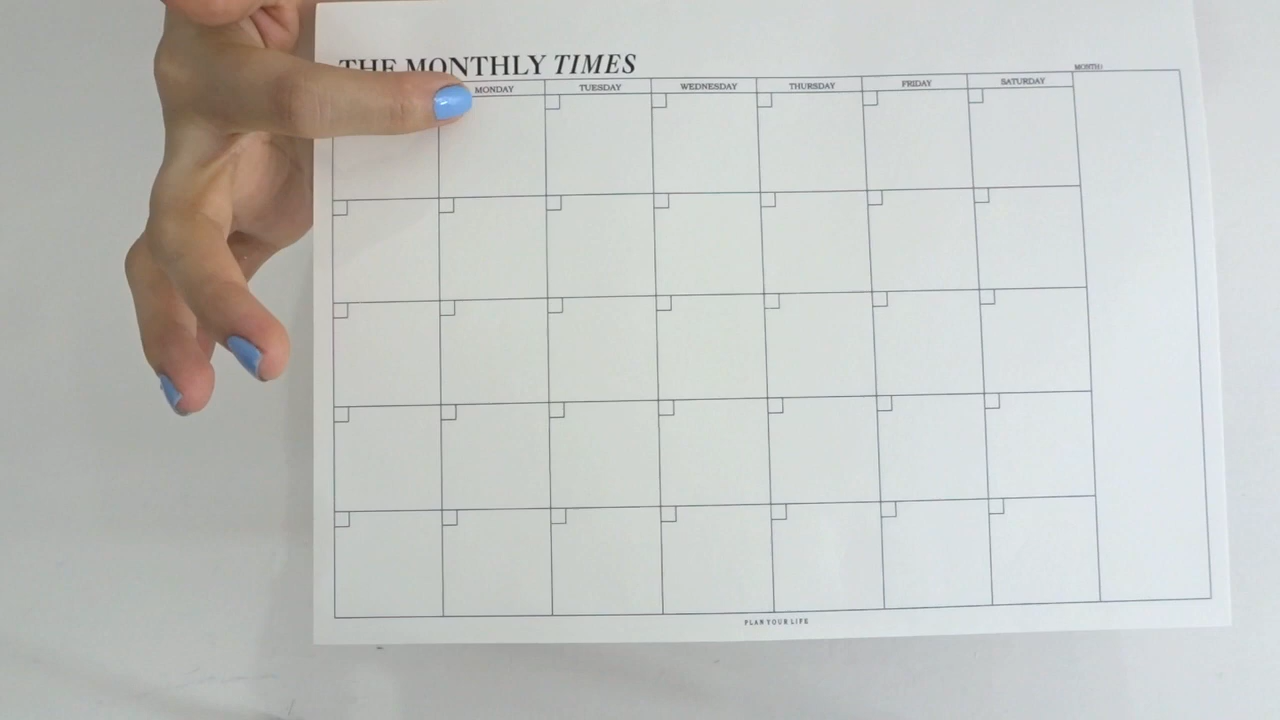 THE MONTHLY TIMES
MONTH:
MONDAY TUESDAY WEDNESDAY THURSDAY FRIDAY SATURDAY
PLAN YOUR LIFE